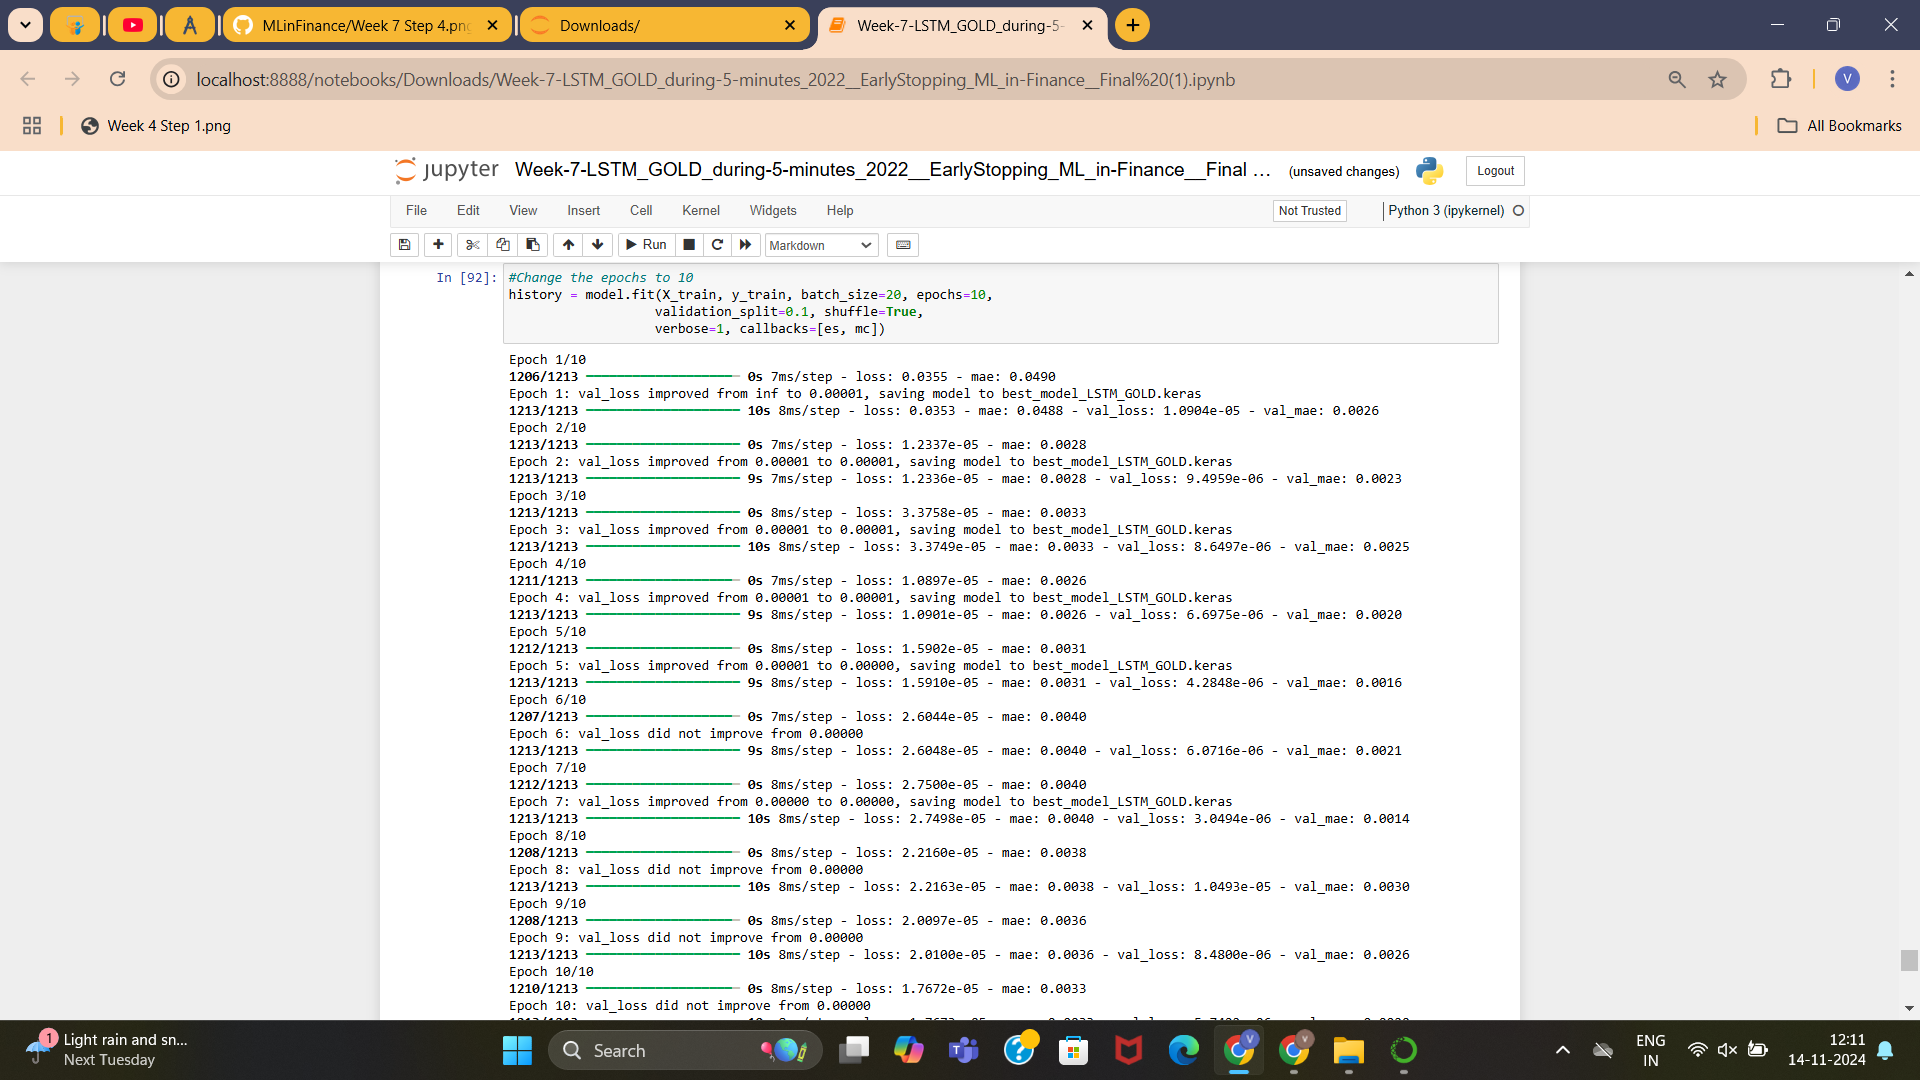 MLinFinance/Week 7 Step 4.png
Downloads/
Week-7-LSTM_GOLD_during-5-
localhost:8888/notebooks/Downloads/Week-7-LSTM_GOLD_during-5-minutes_2022__EarlyStopping_ML_in-Finance__Final%20(1).ipynb
V
Week 4 Step 1.png
All Bookmarks
jupyter Week-7-LSTM_GOLD_during-5-minutes_2022__EarlyStopping_ML_in-Finance__Final ... (unsaved changes) Logout
File Edit View Insert Cell Kernel Widgets Help Not Trusted Python 3 (ipykernel)
Run Markdown
In [92]: #Change the epochs to 10
history = model.fit(X_train, y_train, batch_size=20, epochs=10,
validation_split=0.1, shuffle=True,
verbose=1, callbacks=[es, mc])
Epoch 1/10
1206/1213 0s 7ms/step - loss: 0.0355 - mae: 0.0490
Epoch 1: val_loss improved from inf to 0.00001, saving model to best_model_LSTM_GOLD.keras
1213/1213 10s 8ms/step - loss: 0.0353 - mae: 0.0488 - val_loss: 1.0904e-05 - val_mae: 0.0026
Epoch 2/10
1213/1213 0s 7ms/step - loss: 1.2337e-05 - mae: 0.0028
Epoch 2: val_loss improved from 0.00001 to 0.00001, saving model to best_model_LSTM_GOLD.keras
1213/1213 9s 7ms/step - loss: 1.2336e-05 - mae: 0.0028 - val_loss: 9.4959e-06 - val_mae: 0.0023
Epoch 3/10
1213/1213 0s 8ms/step - loss: 3.3758e-05 - mae: 0.0033
Epoch 3: val_loss improved from 0.00001 to 0.00001, saving model to best_model_LSTM_GOLD.keras
1213/1213 10s 8ms/step - loss: 3.3749e-05 - mae: 0.0033 - val_loss: 8.6497e-06 - val_mae: 0.0025
Epoch 4/10
1211/1213 0s 7ms/step - loss: 1.0897e-05 - mae: 0.0026
Epoch 4: val_loss improved from 0.00001 to 0.00001, saving model to best_model_LSTM_GOLD.keras
1213/1213 9s 8ms/step - loss: 1.0901e-05 - mae: 0.0026 - val_loss: 6.6975e-06 - val_mae: 0.0020
Epoch 5/10
1212/1213 0s 8ms/step - loss: 1.5902e-05 - mae: 0.0031
Epoch 5: val_loss improved from 0.00001 to 0.00000, saving model to best_model_LSTM_GOLD.keras
1213/1213 9s 8ms/step - loss: 1.5910e-05 - mae: 0.0031 - val_loss: 4.2848e-06 - val_mae: 0.0016
Epoch 6/10
1207/1213 0s 7ms/step - loss: 2.6044e-05 - mae: 0.0040
Epoch 6: val_loss did not improve from 0.00000
1213/1213 9s 8ms/step - loss: 2.6048e-05 - mae: 0.0040 - val_loss: 6.0716e-06 - val_mae: 0.0021
Epoch 7/10
1212/1213 0s 8ms/step - loss: 2.7500e-05 - mae: 0.0040
Epoch 7: val_loss improved from 0.00000 to 0.00000, saving model to best_model_LSTM_GOLD.keras
1213/1213 10s 8ms/step - loss: 2.7498e-05 - mae: 0.0040 - val_loss: 3.0494e-06 - val_mae: 0.0014
Epoch 8/10
1208/1213 0s 8ms/step - loss: 2.2160e-05 - mae: 0.0038
Epoch 8: val_loss did not improve from 0.00000
1213/1213 10s 8ms/step - loss: 2.2163e-05 - mae: 0.0038 - val_loss: 1.0493e-05 - val_mae: 0.0030
Epoch 9/10
1208/1213 0s 8ms/step - loss: 2.0097e-05 - mae: 0.0036
Epoch 9: val_loss did not improve from 0.00000
1213/1213 10s 8ms/step - loss: 2.0100e-05 - mae: 0.0036 - val_loss: 8.4800e-06 - val_mae: 0.0026
Epoch 10/10
1210/1213 0s 8ms/step - loss: 1.7672e-05 - mae: 0.0033
Epoch 10: val_loss did not improve from 0.00000
1 Light rain and sn...
Next Tuesday
Search
ENG
IN
12:11
14-11-2024